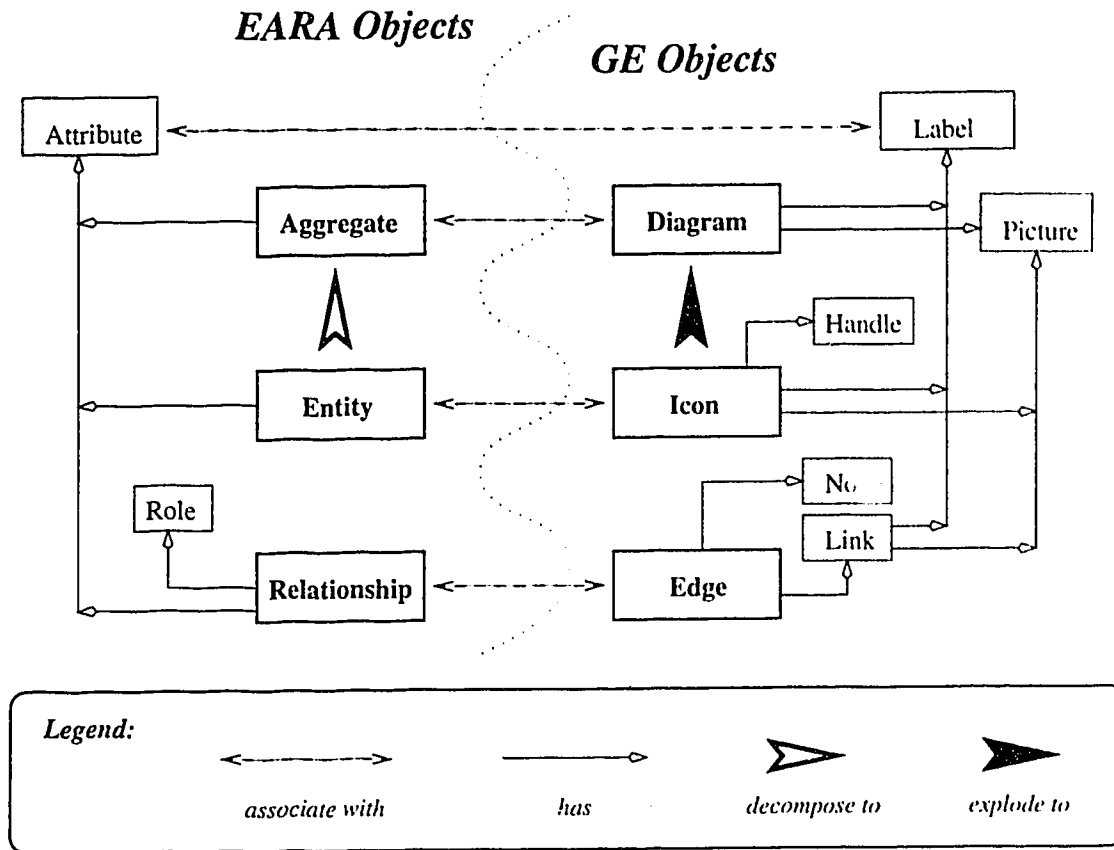 EARA Objects
GE Objects
Attribute
Label
Aggregate
Diagram
Picture
Handle
Entity
Icon
No
Role
Link
Relationship
Edge
Legend:
associate with
has
decompose to
explode to